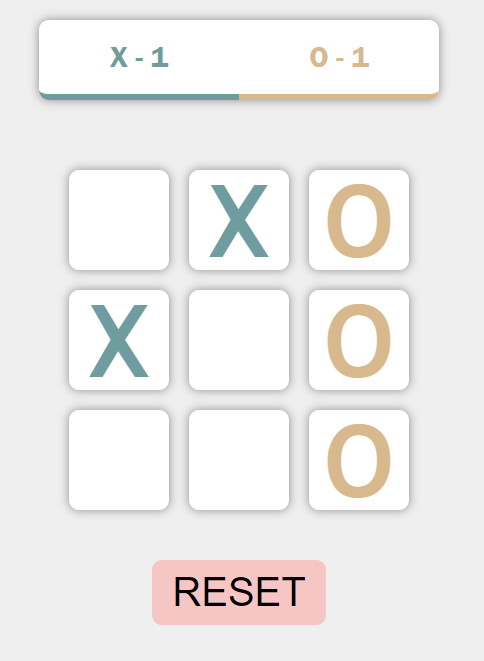 X-1 O-1
X O
X O
O
RESET